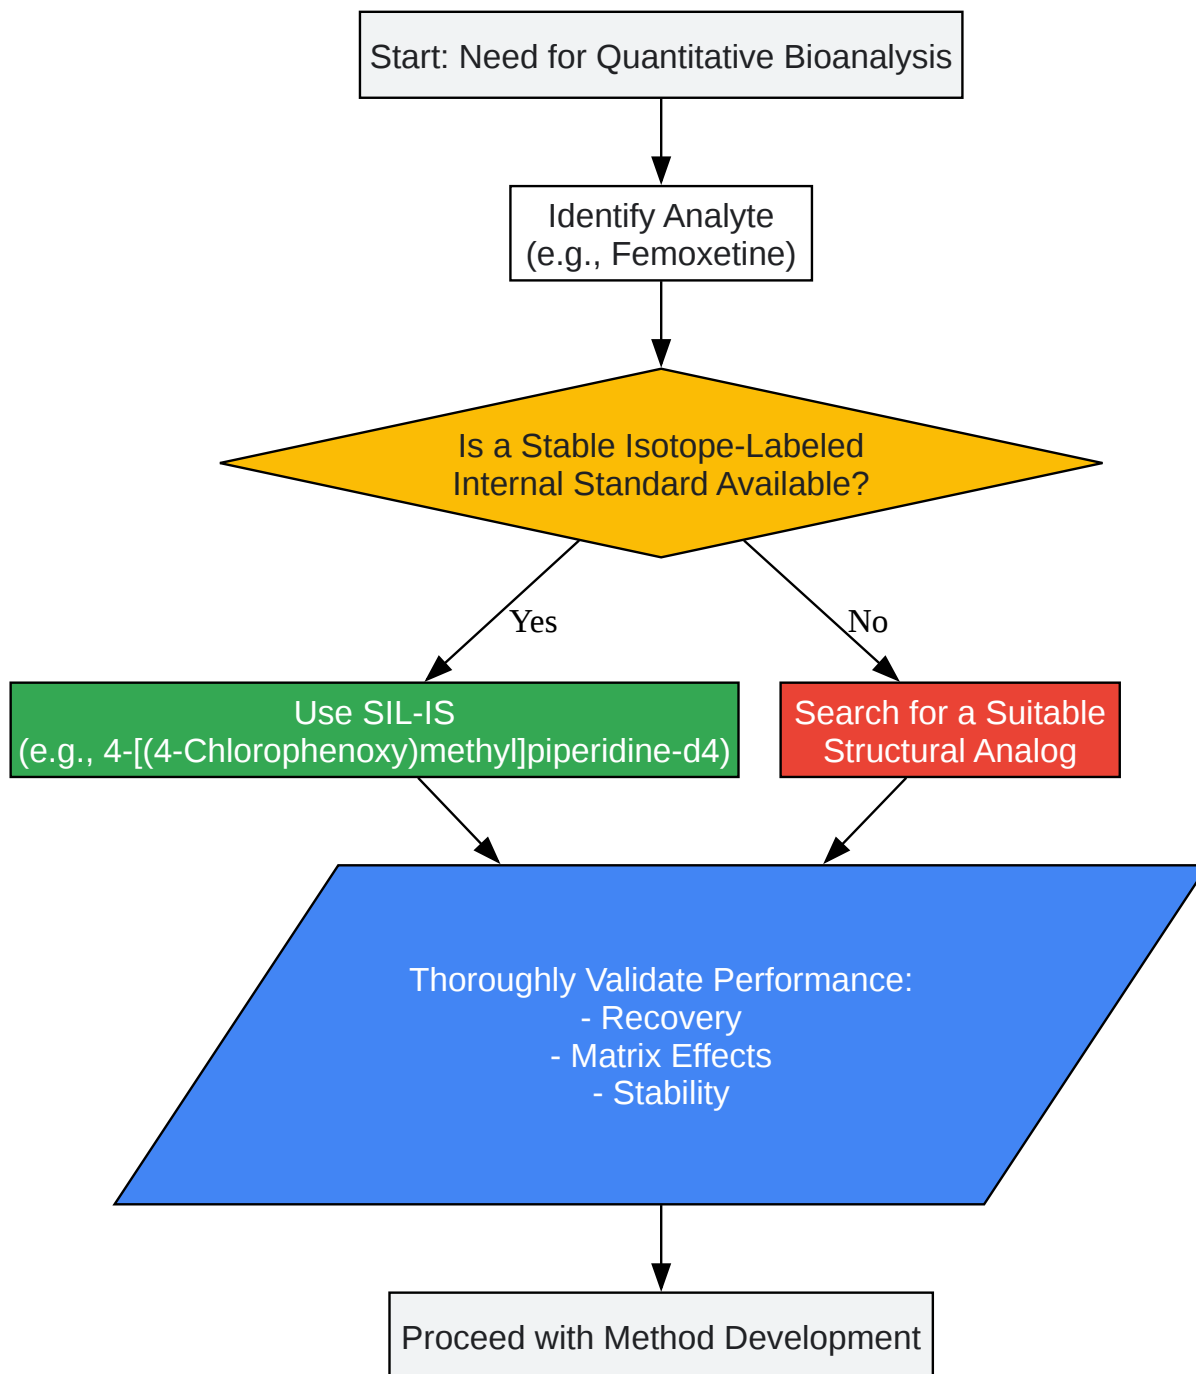 Start: Need for Quantitative Bioanalysis
Identify Analyte
(e.g., Femoxetine)
Is a Stable Isotope-Labeled
Internal Standard Available?
Yes
No
Use SIL-IS
(e.g., 4-[(4-Chlorophenoxy)methyl]piperidine-d4)
Search for a Suitable
Structural Analog
Thoroughly Validate Performance:
- Recovery
- Matrix Effects
- Stability
Proceed with Method Development